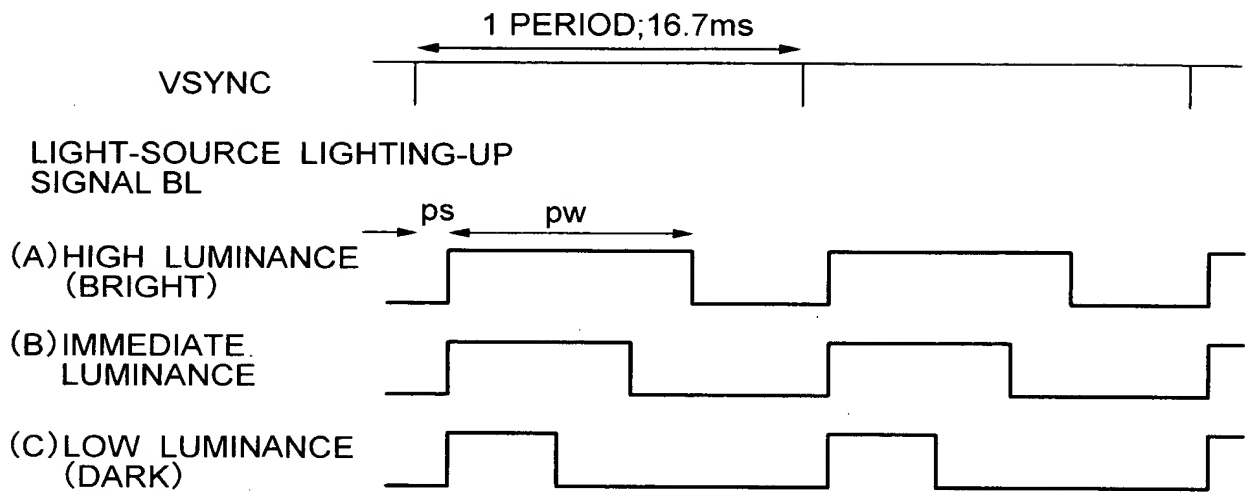 1 PERIOD;16.7ms
VSYNC
LIGHT-SOURCE LIGHTING-UP
SIGNAL BL
ps
pw
(A) HIGH LUMINANCE
(BRIGHT)
(B) IMMEDIATE.
LUMINANCE
(C) LOW LUMINANCE
(DARK)